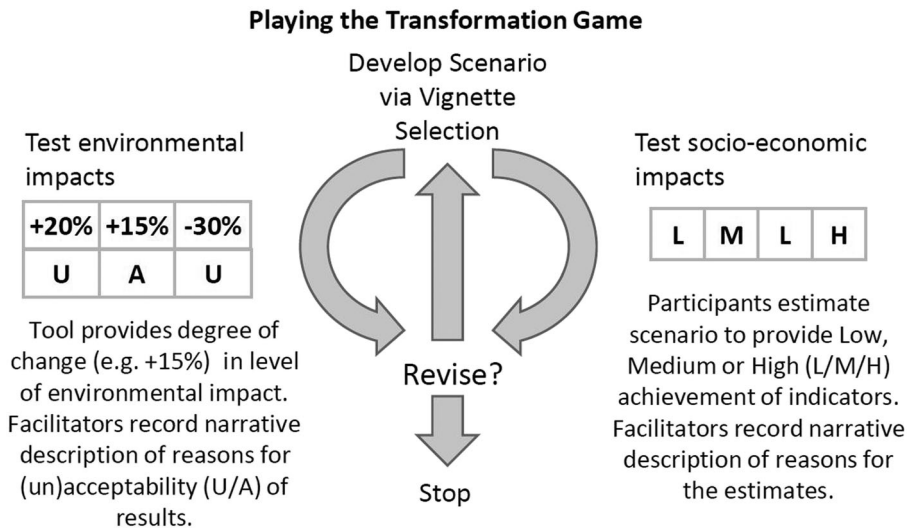 Playing the Transformation Game
Develop Scenario
via Vignette
Selection
Test environmental
impacts
+20% +15% -30%
U A U
Tool provides degree of
change (e.g. +15%) in level
of environmental impact.
Facilitators record narrative
description of reasons for
(un)acceptability (U/A) of
results.
Revise?
Stop
Test socio-economic
impacts
L M L H
Participants estimate
scenario to provide Low,
Medium or High (L/M/H)
achievement of indicators.
Facilitators record narrative
description of reasons for
the estimates.